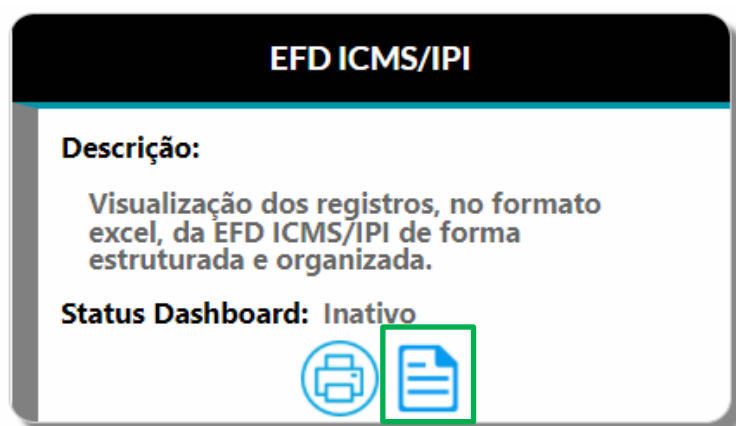 EFD ICMS/IPI
Descrição:
Visualização dos registros, no formato
excel, da EFD ICMS/IPI de forma
estruturada e organizada.
Status Dashboard: Inativo